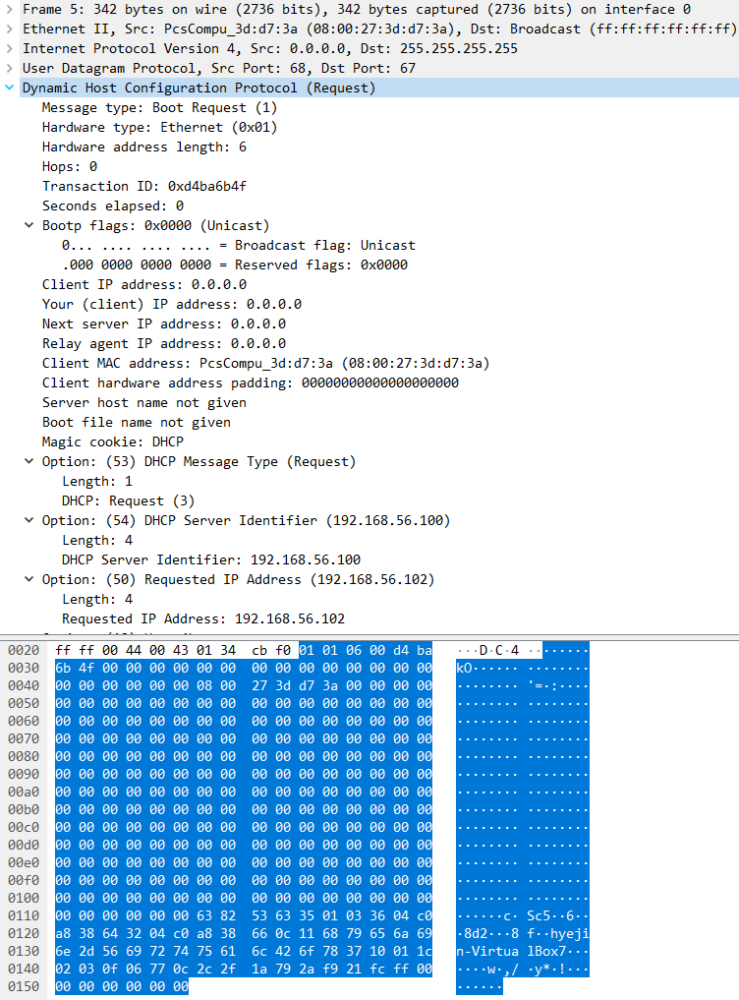 Frame 5: 342 bytes on wire (2736 bits), 342 bytes captured (2736 bits) on interface 0
Ethernet II, Src: PcsCompu_3d:d7:3a (08:00:27:3d:d7:3a), Dst: Broadcast (ff:ff:ff:ff:ff:ff)
Internet Protocol Version 4, Src: 0.0.0.0, Dst: 255.255.255.255
User Datagram Protocol, Src Port: 68, Dst Port: 67
Dynamic Host Configuration Protocol (Request)
Message type: Boot Request (1)
Hardware type: Ethernet (0x01)
Hardware address length: 6
Hops: 0
Transaction ID: 0xd4ba6b4f
Seconds elapsed: 0
Bootp flags: 0x0000 (Unicast)
0... .... .... .... = Broadcast flag: Unicast
.000 0000 0000 0000 = Reserved flags: 0x0000
Client IP address: 0.0.0.0
Your (client) IP address: 0.0.0.0
Next server IP address: 0.0.0.0
Relay agent IP address: 0.0.0.0
Client MAC address: PcsCompu_3d:d7:3a (08:00:27:3d:d7:3a)
Client hardware address padding: 00000000000000000000
Server host name not given
Boot file name not given
Magic cookie: DHCP
Option: (53) DHCP Message Type (Request)
Length: 1
DHCP: Request (3)
Option: (54) DHCP Server Identifier (192.168.56.100)
Length: 4
DHCP Server Identifier: 192.168.56.100
Option: (50) Requested IP Address (192.168.56.102)
Length: 4
Requested IP Address: 192.168.56.102
0020 ff ff 00 44 00 43 01 34 cb f0 01 01 06 00 d4 ba ···D·C·4 ········
0030 6b 4f 00 00 00 00 00 00 00 00 00 00 00 00 00 00 kO······ ········
0040 00 00 00 00 00 00 08 00 27 3d d7 3a 00 00 00 00 ········ '=·:····
0050 00 00 00 00 00 00 00 00 00 00 00 00 00 00 00 00 ········ ········
0060 00 00 00 00 00 00 00 00 00 00 00 00 00 00 00 00 ········ ········
0070 00 00 00 00 00 00 00 00 00 00 00 00 00 00 00 00 ········ ········
0080 00 00 00 00 00 00 00 00 00 00 00 00 00 00 00 00 ········ ········
0090 00 00 00 00 00 00 00 00 00 00 00 00 00 00 00 00 ········ ········
00a0 00 00 00 00 00 00 00 00 00 00 00 00 00 00 00 00 ········ ········
00b0 00 00 00 00 00 00 00 00 00 00 00 00 00 00 00 00 ········ ········
00c0 00 00 00 00 00 00 00 00 00 00 00 00 00 00 00 00 ········ ········
00d0 00 00 00 00 00 00 00 00 00 00 00 00 00 00 00 00 ········ ········
00e0 00 00 00 00 00 00 00 00 00 00 00 00 00 00 00 00 ········ ········
00f0 00 00 00 00 00 00 00 00 00 00 00 00 00 00 00 00 ········ ········
0100 00 00 00 00 00 00 00 00 00 00 00 00 00 00 00 00 ········ ········
0110 00 00 00 00 00 00 63 82 53 63 35 01 03 36 04 c0 ······c· Sc5··6··
0120 a8 38 64 32 04 c0 a8 38 66 0c 11 68 79 65 6a 69 ·8d2···8 f··hyeji
0130 6e 2d 56 69 72 74 75 61 6c 42 6f 78 37 10 01 1c n-Virtua lBox7···
0140 02 03 0f 06 77 0c 2c 2f 1a 79 2a f9 21 fc ff 00 ····w·,/ ·y*·!···
0150 00 00 00 00 00 00 ······